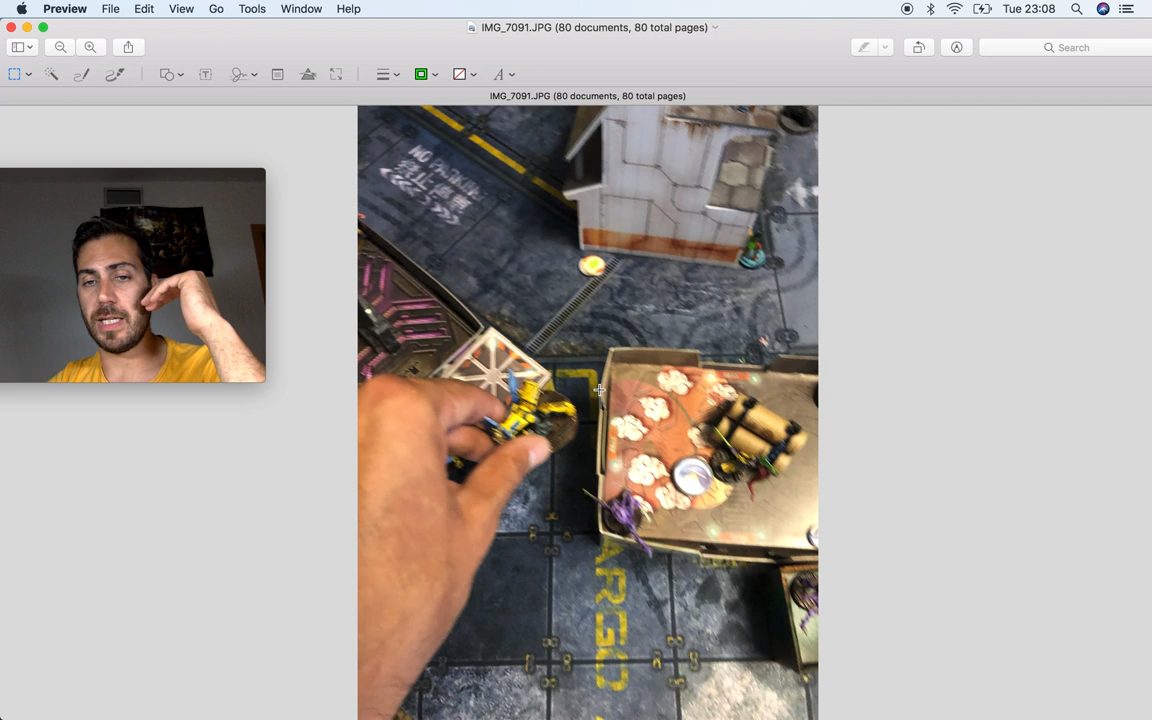 Preview File Edit View Go Tools Window Help
Tue 23:08
IMG_7091.JPG (80 documents, 80 total pages)
Search
IMG_7091.JPG (80 documents, 80 total pages)
NO PARKING
ARGO